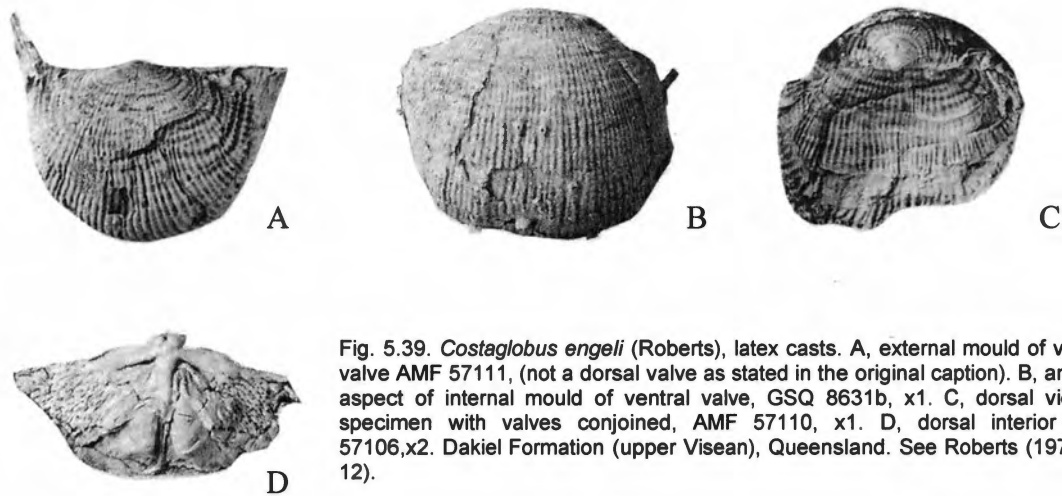 A
B
C
D
Fig. 5.39. Costaglobus engeli (Roberts), latex casts. A, external mould of v
valve AMF 57111, (not a dorsal valve as stated in the original caption). B, an
aspect of internal mould of ventral valve, GSQ 8631b, x1. C, dorsal vie
specimen with valves conjoined, AMF 57110, x1. D, dorsal interior
57106,x2. Dakiel Formation (upper Visean), Queensland. See Roberts (197
12).